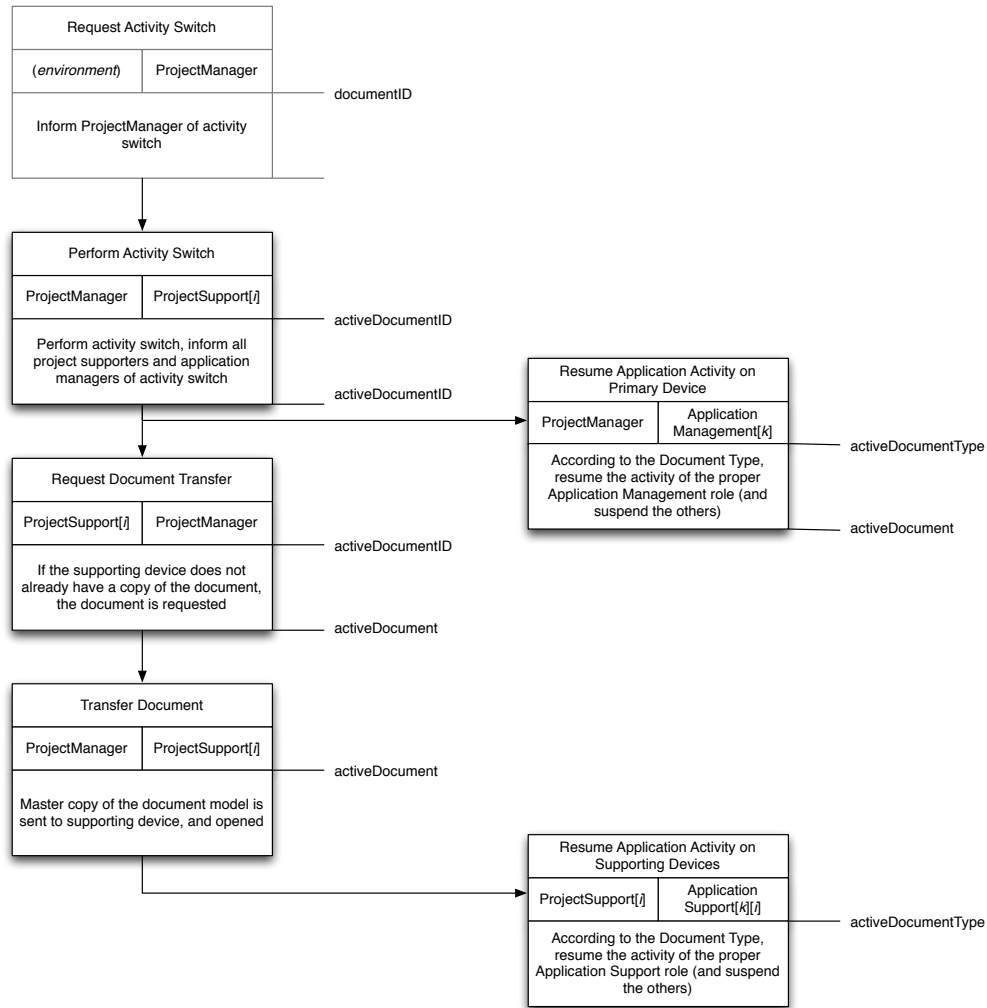 Request Activity Switch
(environment)
ProjectManager
documentID
Inform ProjectManager of activity
switch
Perform Activity Switch
ProjectManager
ProjectSupport[i]
activeDocumentID
Perform activity switch, inform all
project supporters and application
managers of activity switch
activeDocumentID
Resume Application Activity on
Primary Device
ProjectManager
Application
Management[k]
activeDocumentType
According to the Document Type,
resume the activity of the proper
Application Management role (and
suspend the others)
activeDocument
Request Document Transfer
ProjectSupport[i]
ProjectManager
activeDocumentID
If the supporting device does not
already have a copy of the document,
the document is requested
activeDocument
Transfer Document
ProjectManager
ProjectSupport[i]
activeDocument
Master copy of the document model is
sent to supporting device, and opened
Resume Application Activity on
Supporting Devices
ProjectSupport[i]
Application
Support[k][i]
activeDocumentType
According to the Document Type,
resume the activity of the proper
Application Support role (and suspend
the others)